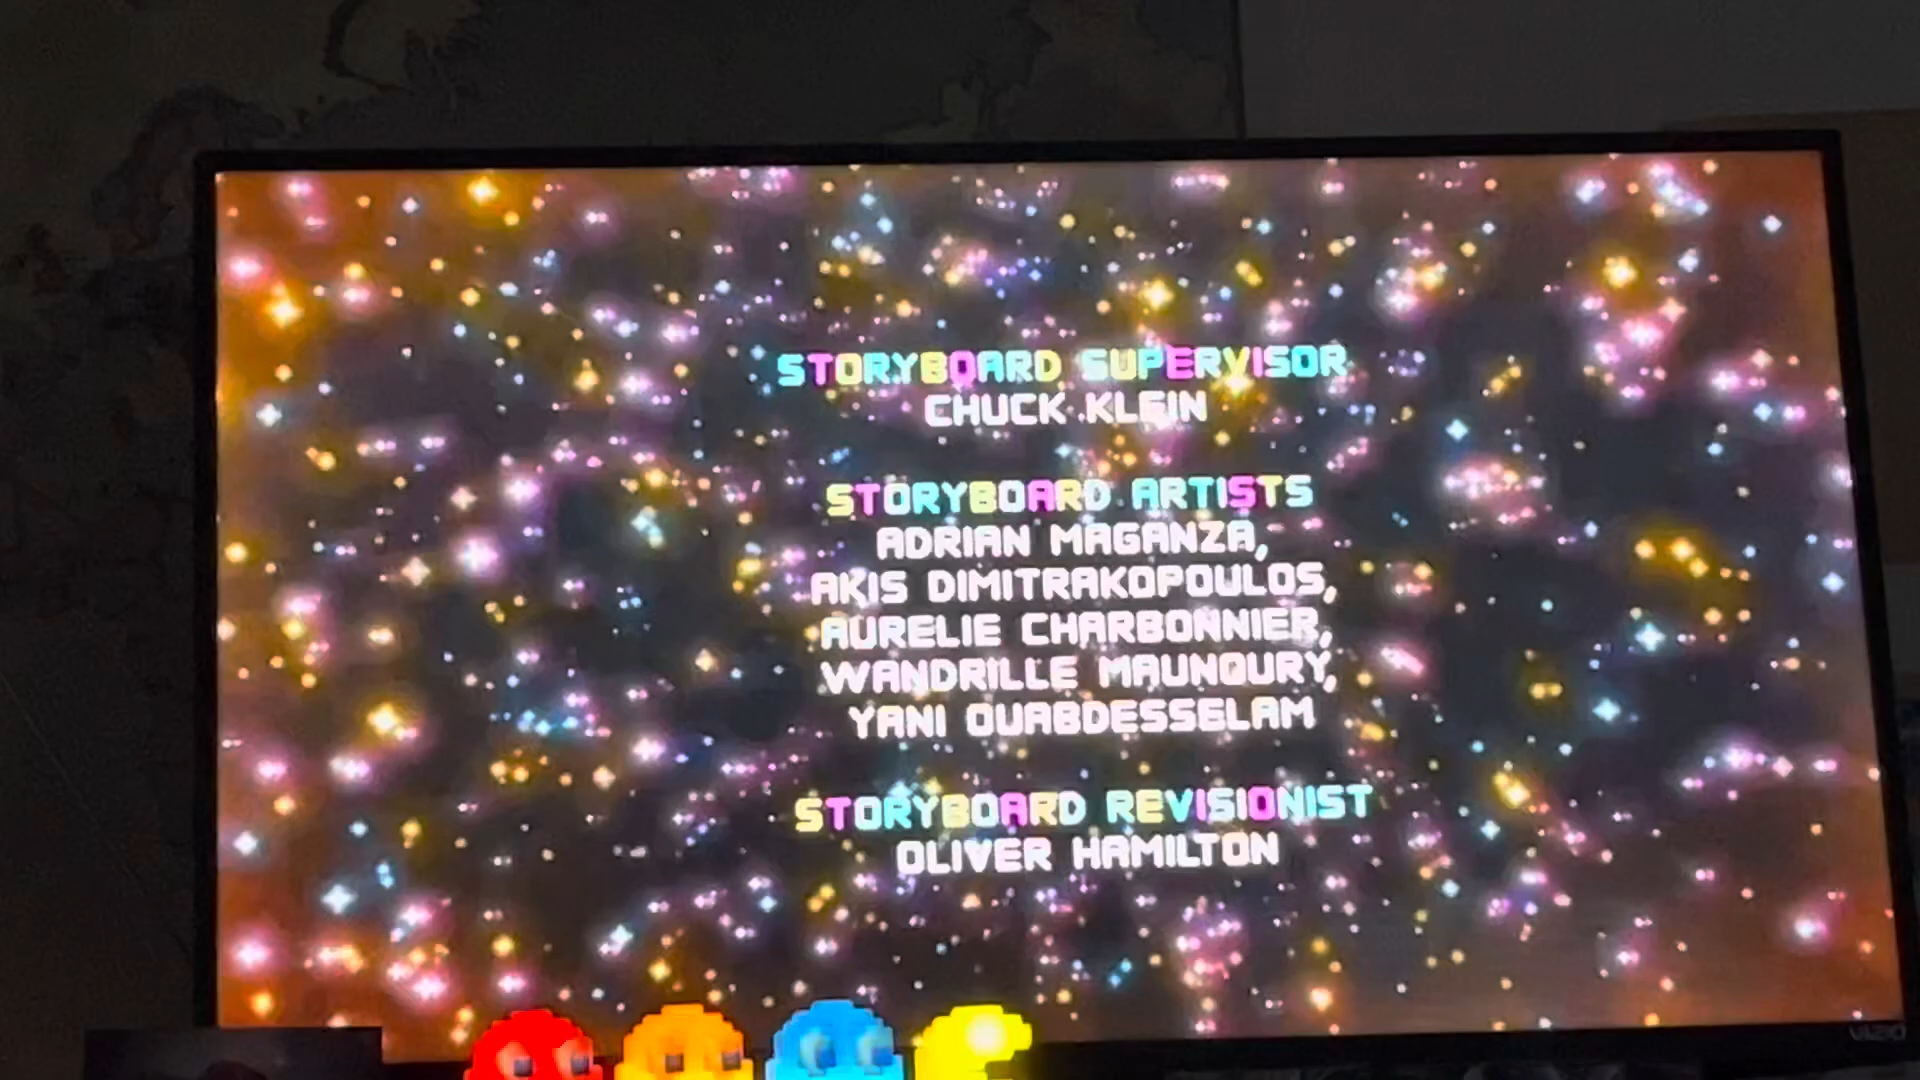 STORYBOARD SUPERVISOR
CHUCK KLEIN
STORYBOARD ARTISTS
ADRIAN MAGANZA,
AKIS DIMITRAKOPOULOS,
AURELIE CHARBONNIER,
WANDRILLE MAUNOURY,
YANI OUABDESSELAM
STORYBOARD REVISIONIST
OLIVER HAMILTON
VIZIO